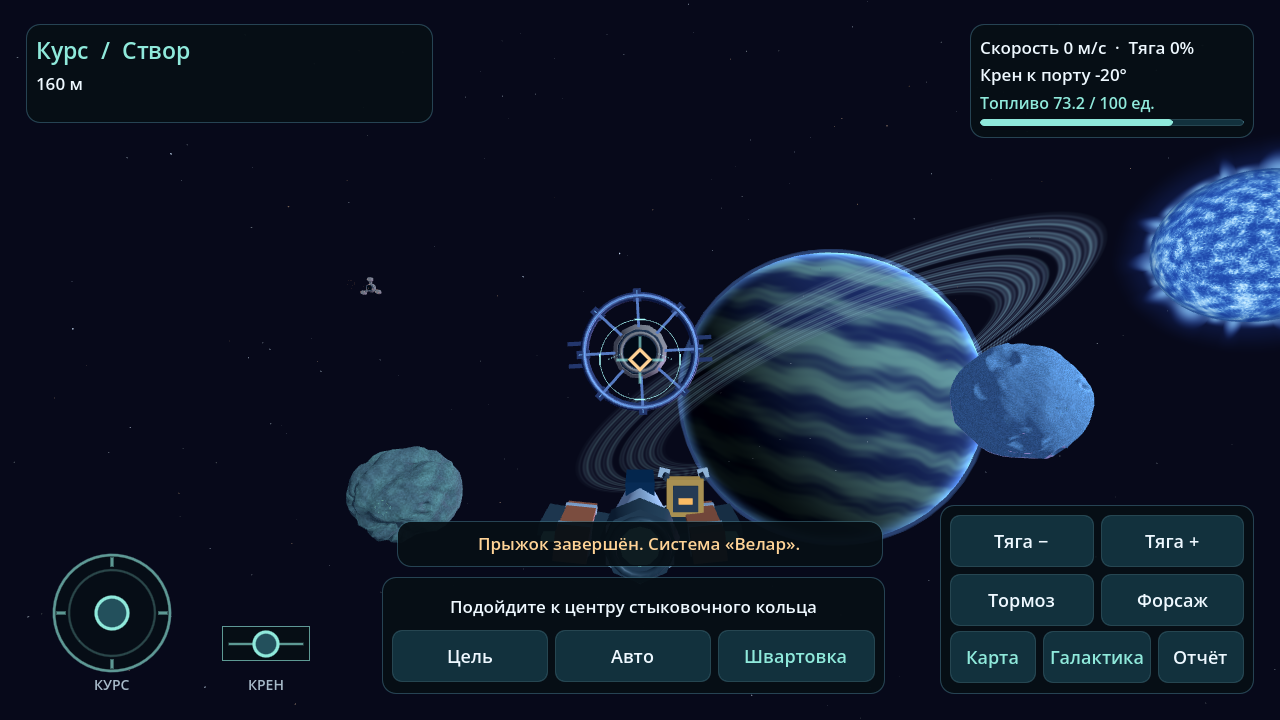 Курс / Створ
160 м
Скорость 0 м/с · Тяга 0%
Крен к порту -20°
Топливо 73.2 / 100 ед.
Прыжок завершён. Система «Велар».
Подойдите к центру стыковочного кольца
Цель
Авто
Швартовка
Тяга −
Тяга +
Тормоз
Форсаж
Карта
Галактика
Отчёт
КУРС
КРЕН